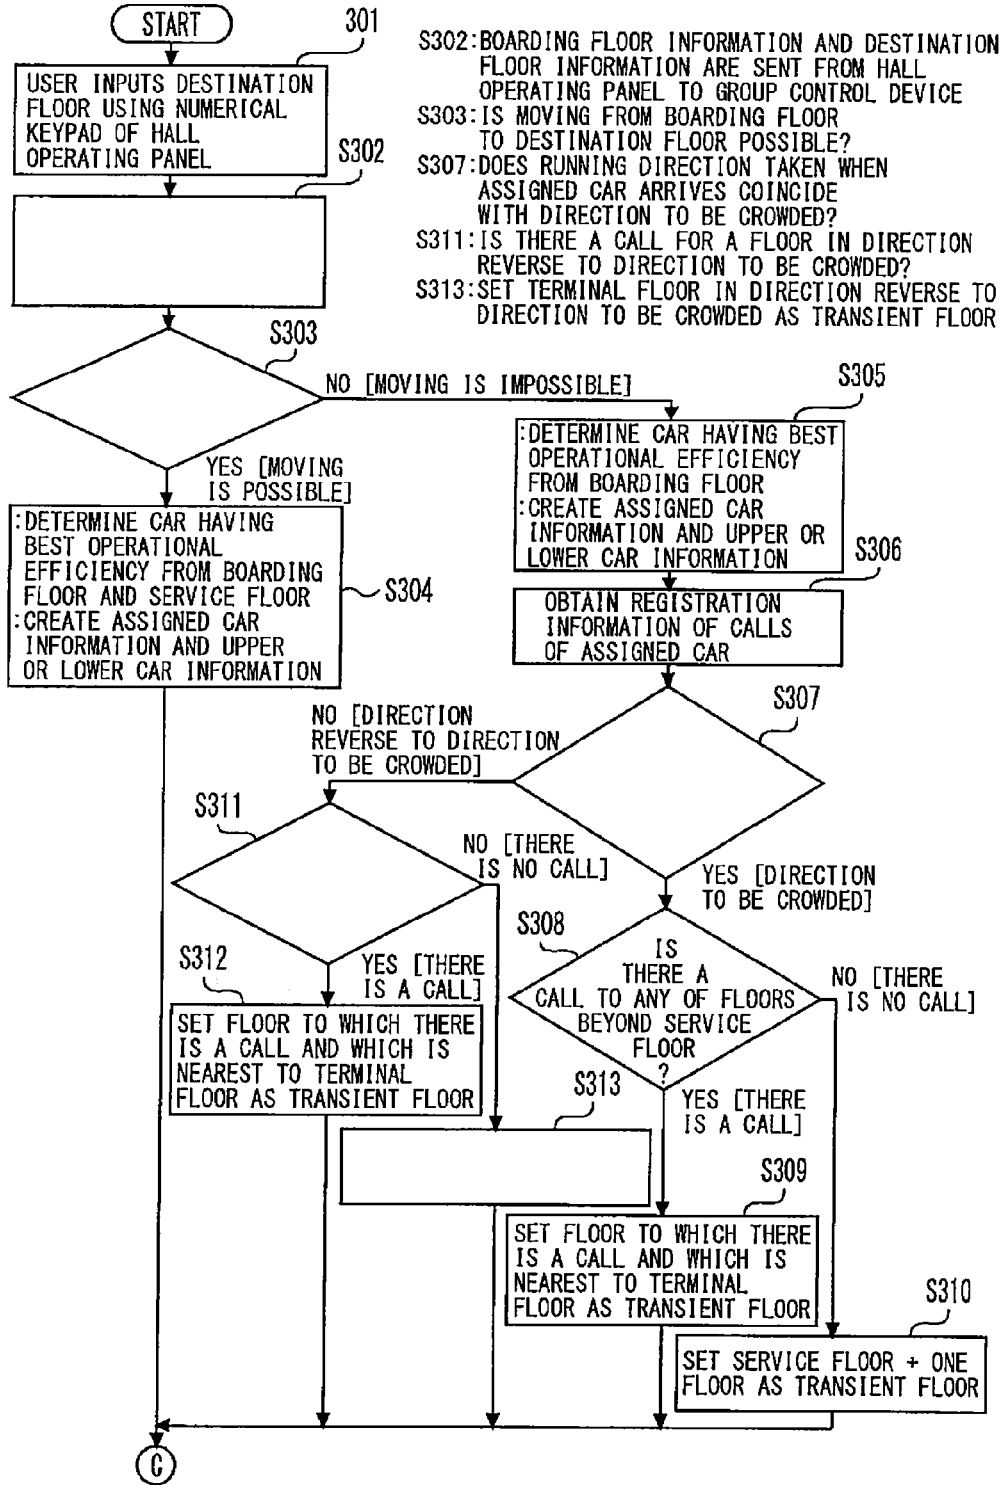 START
301
USER INPUTS DESTINATION
FLOOR USING NUMERICAL
KEYPAD OF HALL
OPERATING PANEL
S302
S302:BOARDING FLOOR INFORMATION AND DESTINATION
FLOOR INFORMATION ARE SENT FROM HALL
OPERATING PANEL TO GROUP CONTROL DEVICE
S303:IS MOVING FROM BOARDING FLOOR
TO DESTINATION FLOOR POSSIBLE?
S307:DOES RUNNING DIRECTION TAKEN WHEN
ASSIGNED CAR ARRIVES COINCIDE
WITH DIRECTION TO BE CROWDED?
S311:IS THERE A CALL FOR A FLOOR IN DIRECTION
REVERSE TO DIRECTION TO BE CROWDED?
S313:SET TERMINAL FLOOR IN DIRECTION REVERSE TO
DIRECTION TO BE CROWDED AS TRANSIENT FLOOR
S303
NO [MOVING IS IMPOSSIBLE]
YES [MOVING
IS POSSIBLE]
S305
:DETERMINE CAR HAVING BEST
OPERATIONAL EFFICIENCY
FROM BOARDING FLOOR
:CREATE ASSIGNED CAR
INFORMATION AND UPPER OR
LOWER CAR INFORMATION
:DETERMINE CAR HAVING
BEST OPERATIONAL
EFFICIENCY FROM BOARDING
FLOOR AND SERVICE FLOOR
:CREATE ASSIGNED CAR
INFORMATION AND UPPER
OR LOWER CAR INFORMATION
S304
S306
OBTAIN REGISTRATION
INFORMATION OF CALLS
OF ASSIGNED CAR
S307
NO [DIRECTION
REVERSE TO DIRECTION
TO BE CROWDED]
YES [DIRECTION
TO BE CROWDED]
S311
NO [THERE
IS NO CALL]
YES [THERE
IS A CALL]
S308
IS
THERE A
CALL TO ANY OF FLOORS
BEYOND SERVICE
FLOOR
?
NO [THERE
IS NO CALL]
YES [THERE
IS A CALL]
S312
SET FLOOR TO WHICH THERE
IS A CALL AND WHICH IS
NEAREST TO TERMINAL
FLOOR AS TRANSIENT FLOOR
S313
S309
SET FLOOR TO WHICH THERE
IS A CALL AND WHICH IS
NEAREST TO TERMINAL
FLOOR AS TRANSIENT FLOOR
S310
SET SERVICE FLOOR + ONE
FLOOR AS TRANSIENT FLOOR
C